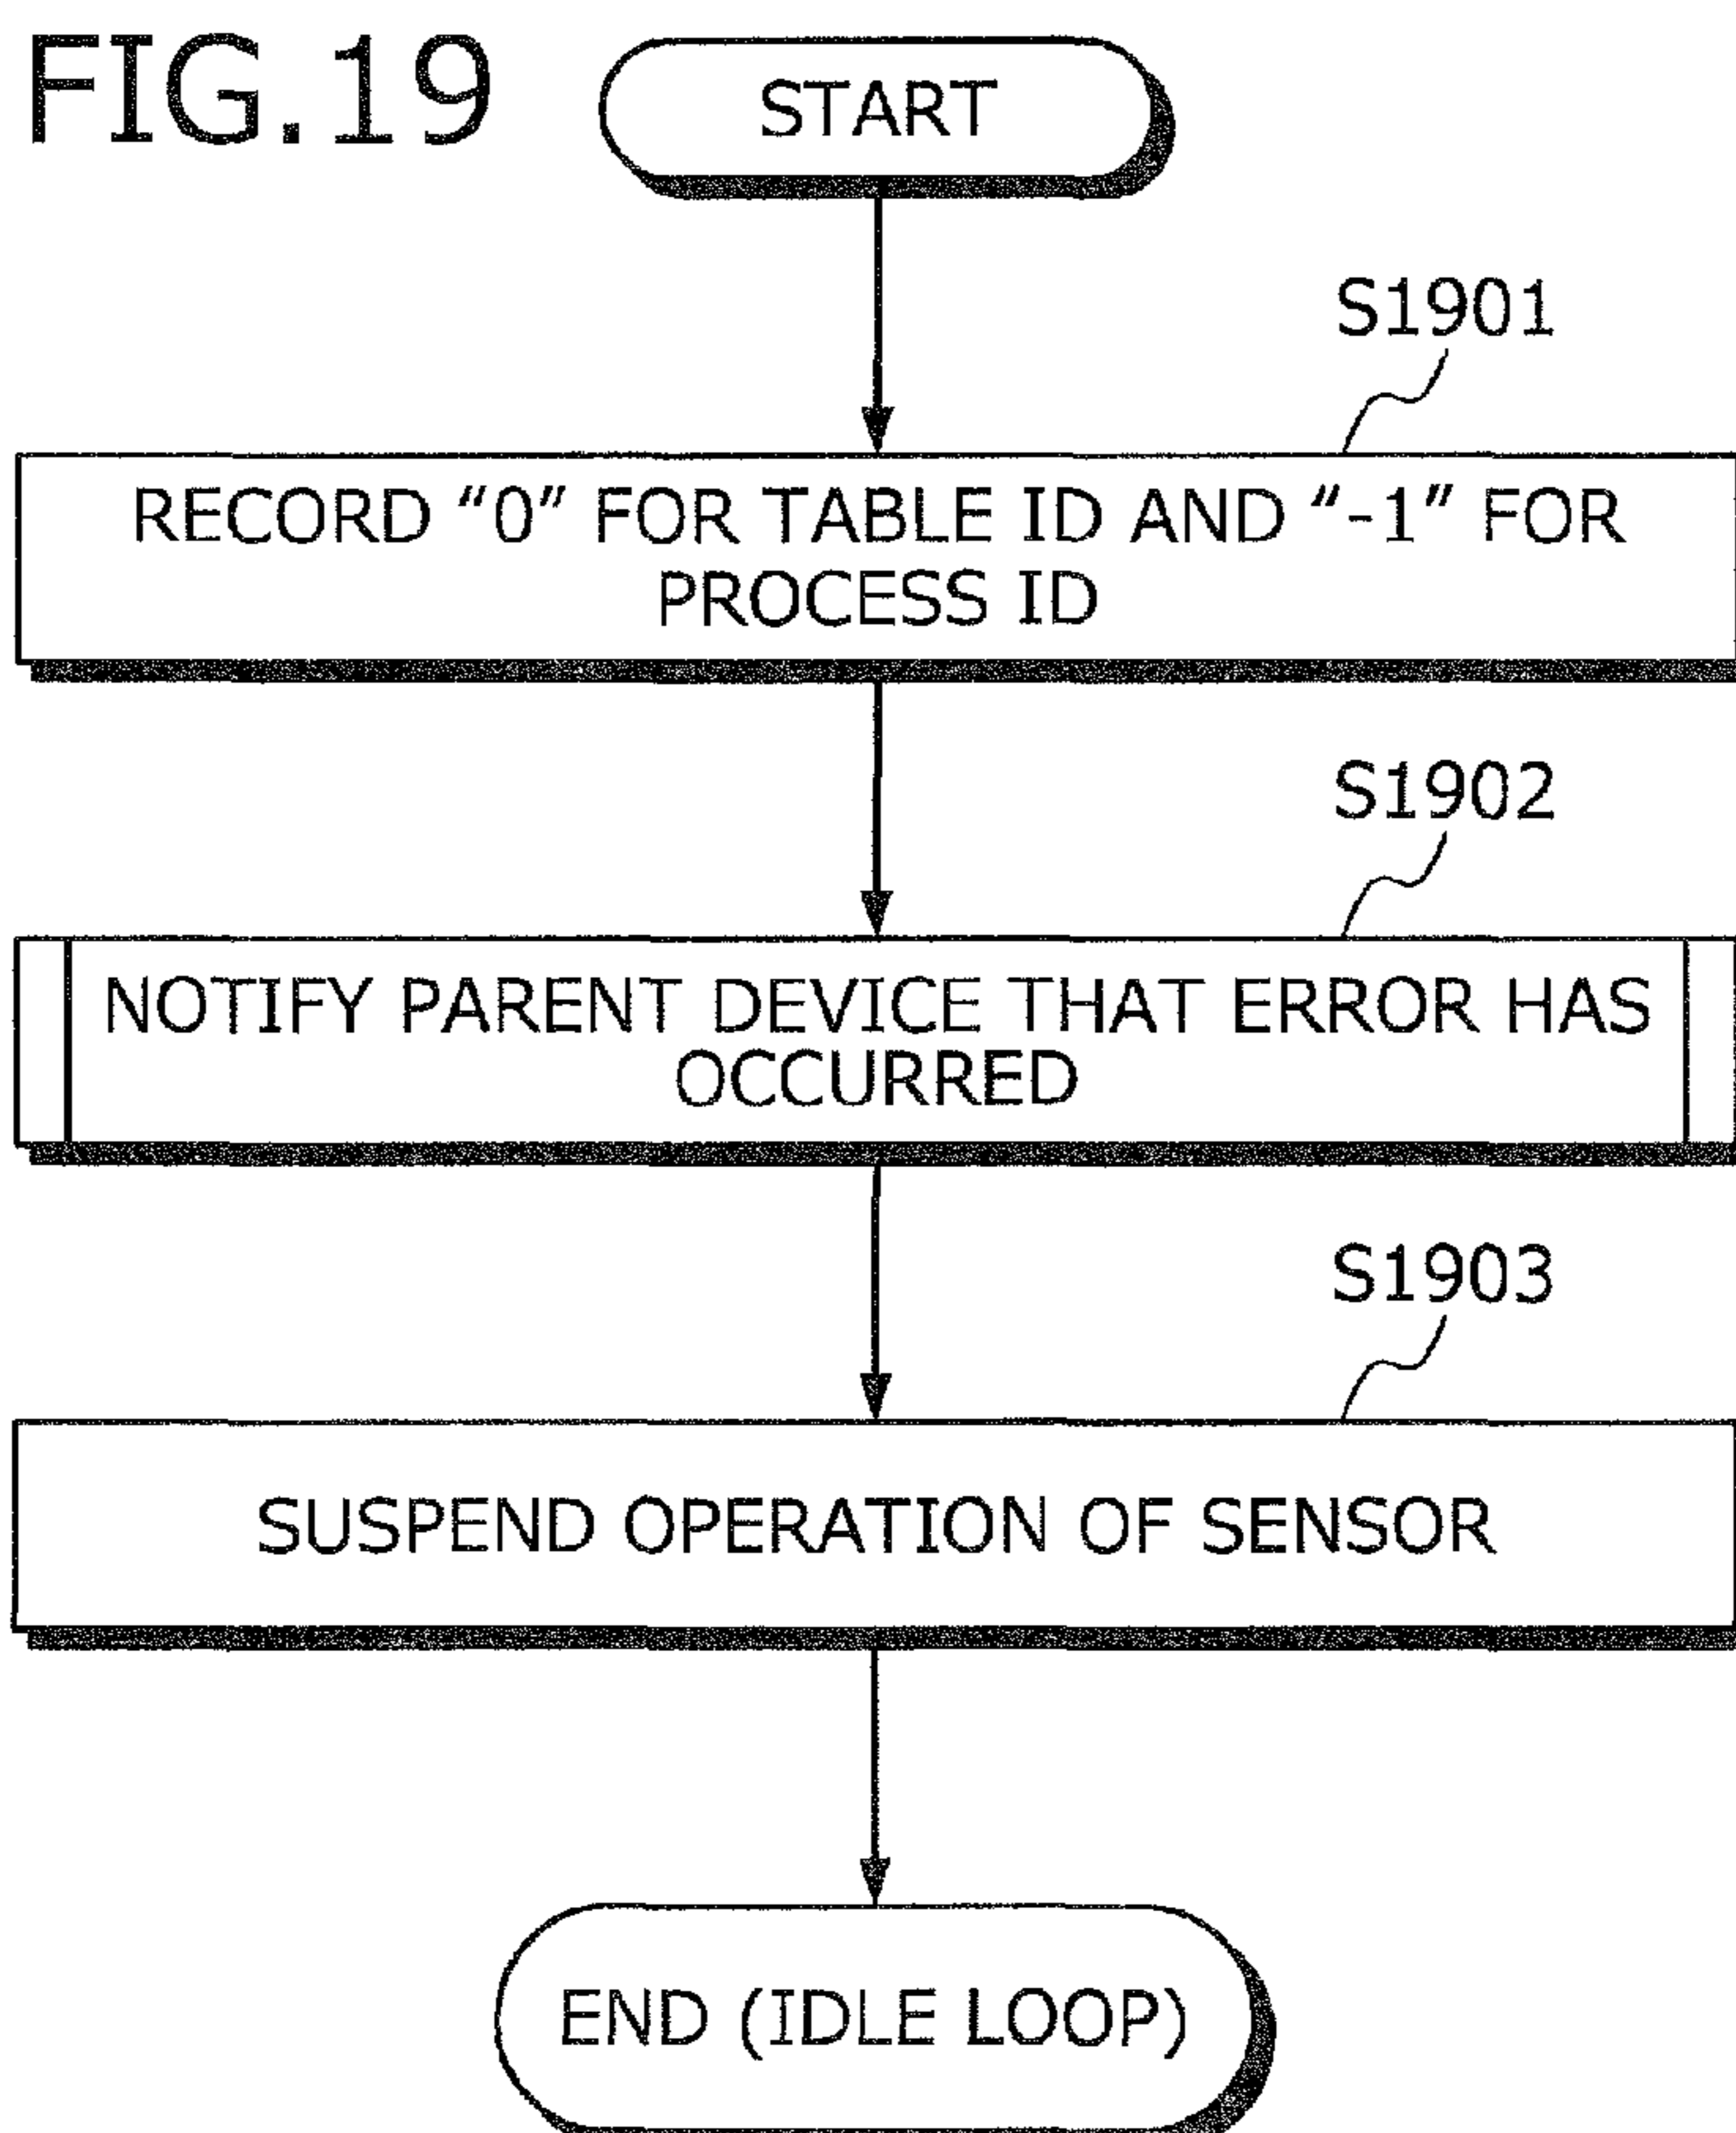 FIG.19
START
S1901
RECORD “0” FOR TABLE ID AND “-1” FOR
PROCESS ID
S1902
NOTIFY PARENT DEVICE THAT ERROR HAS
OCCURRED
S1903
SUSPEND OPERATION OF SENSOR
END (IDLE LOOP)